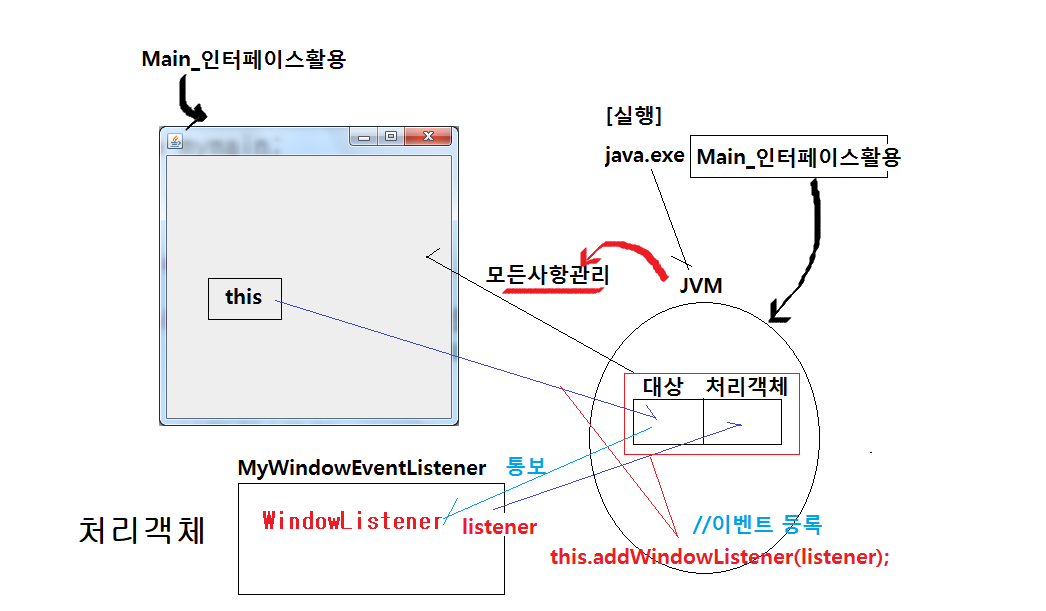 Main_인터페이스활용
[실행]
java.exe
Main_인터페이스활용
모든사항관리
JVM
this
대상
처리객체
MyWindowEventListener
통보
처리객체
WindowListener
listener
//이벤트 등록
this.addWindowListener(listener);